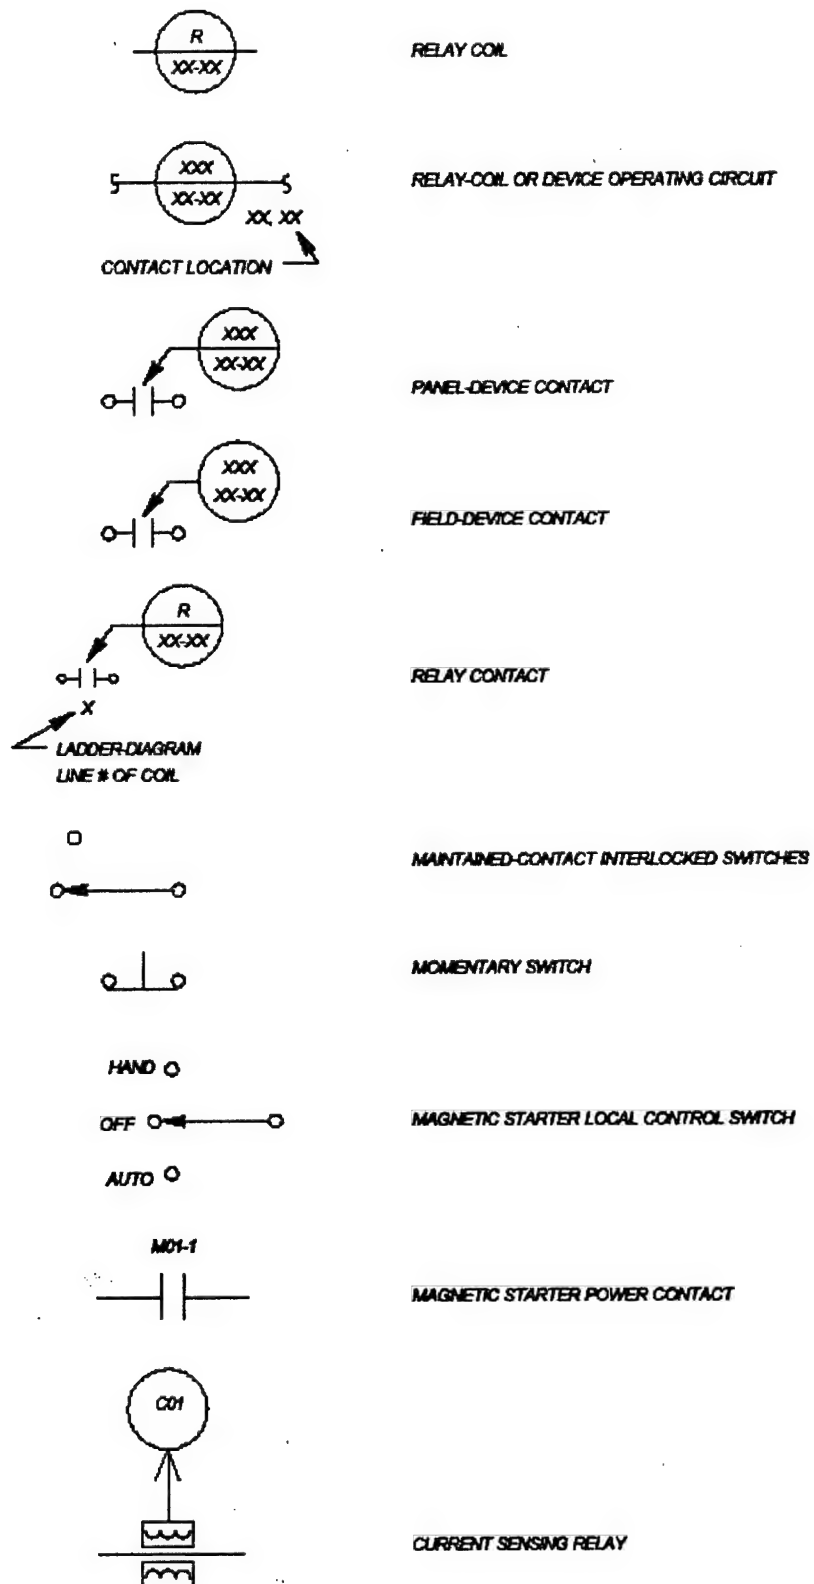 R
XX-XX
RELAY COIL
XXX
XX-XX
XX, XX
RELAY-COIL OR DEVICE OPERATING CIRCUIT
CONTACT LOCATION
XXX
XX-XX
PANEL-DEVICE CONTACT
XXX
XX-XX
FIELD-DEVICE CONTACT
R
XX-XX
RELAY CONTACT
X
LADDER-DIAGRAM
LINE # OF COIL
MAINTAINED-CONTACT INTERLOCKED SWITCHES
MOMENTARY SWITCH
HAND
OFF
MAGNETIC STARTER LOCAL CONTROL SWITCH
AUTO
M01-1
MAGNETIC STARTER POWER CONTACT
C01
CURRENT SENSING RELAY